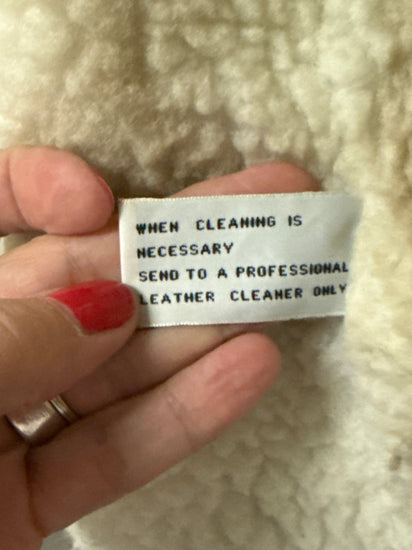 WHEN CLEANING IS
NECESSARY
SEND TO A PROFESSIONAL
LEATHER CLEANER ONLY